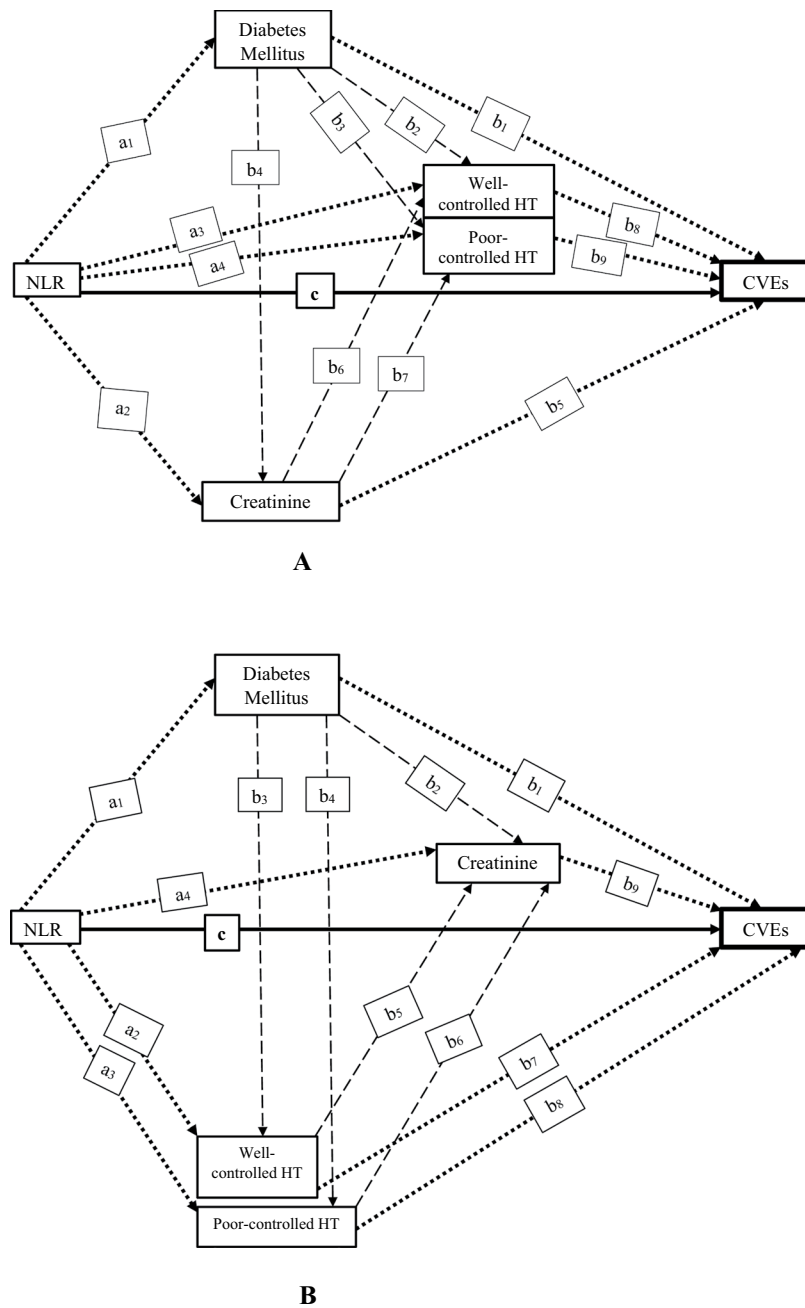 Diabetes
Mellitus
a₁
b₁
b₂
b₃
b₄
Well-
controlled HT
a₃
b₈
Poor-
controlled HT
a₄
b₉
NLR
c
CVEs
b₆
b₇
a₂
b₅
Creatinine
A
Diabetes
Mellitus
a₁
b₃
b₄
b₂
b₁
Creatinine
a₄
b₉
NLR
c
CVEs
a₂
a₃
b₅
b₆
b₇
b₈
Well-
controlled HT
Poor-controlled HT
B